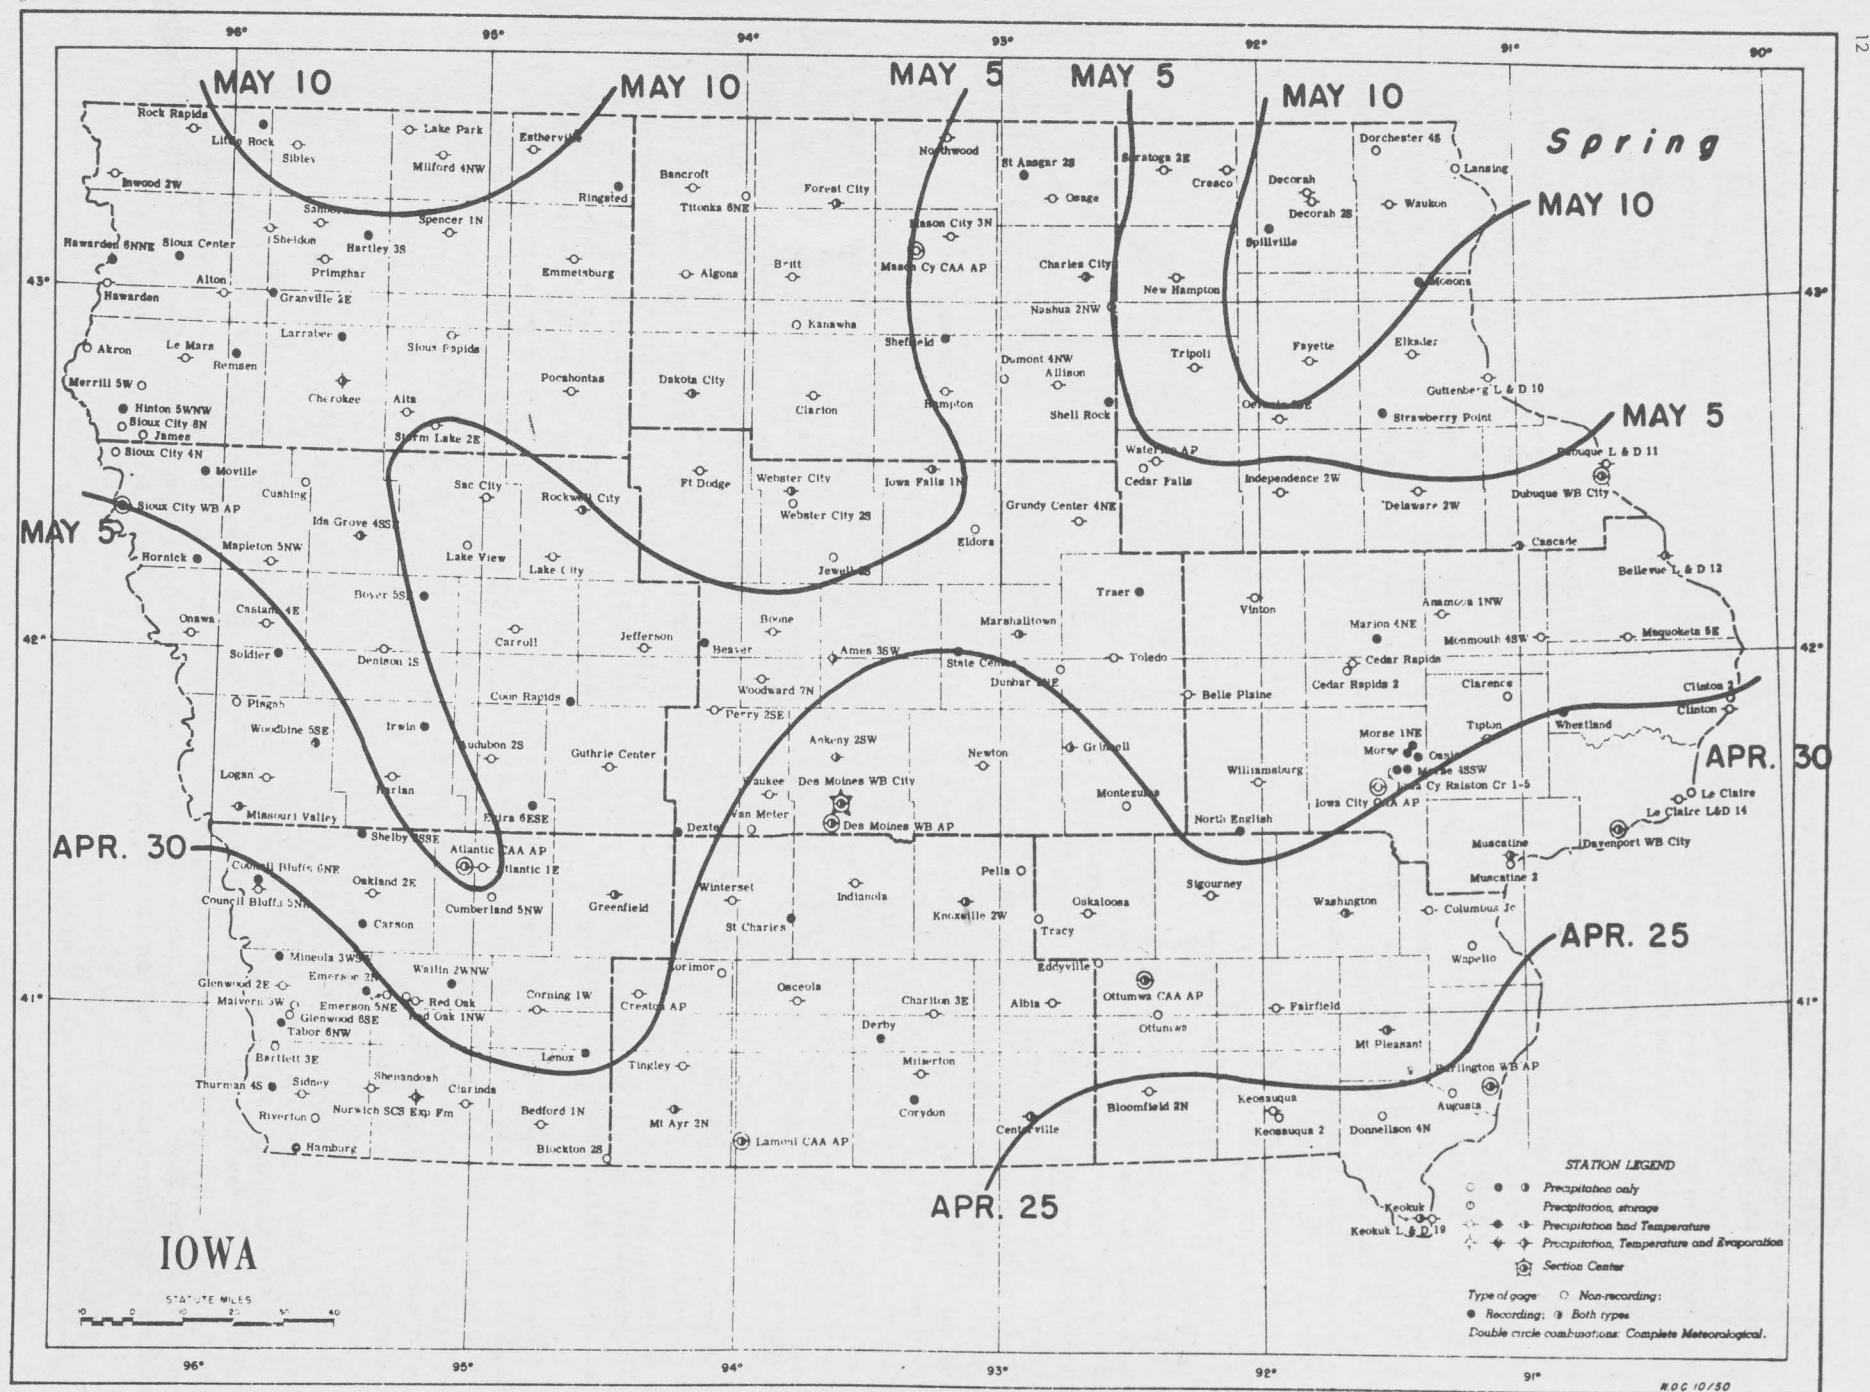 12
96° 95° 94° 93° 92° 91° 90°
MAY 10
MAY 10
MAY 5
MAY 5
MAY 10
Spring
Rock Rapids
Little Rock
Sibley
Lake Park
Milford 4NW
Estherville
Northwood
St Ansgar 2S
Saratoga 2E
Cresco
Dorchester 4S
Lansing
Inwood 2W
Ringsted
Bancroft
Titonka 6NE
Forest City
Osage
Decorah
Decorah 2S
Waukon
MAY 10
Spencer 1N
Sheldon
Hartley 3S
Mason City 3N
Spillville
Hawarden 6NNE
Sioux Center
Primghar
Emmetsburg
Algona
Britt
Mason Cy CAA AP
Charles City
New Hampton
Monona
43°
43°
Hawarden
Alton
Granville 2E
Nashua 2NW
Larrabee
Kanawha
Sheffield
Akron
Le Mars
Remsen
Sioux Rapids
Dumont 4NW
Allison
Tripoli
Fayette
Elkader
Merrill 5W
Cherokee
Pocahontas
Dakota City
Clarion
Hampton
Guttenberg L & D 10
Hinton 5WNW
Sioux City 8N
James
Alta
Storm Lake 2E
Shell Rock
Strawberry Point
MAY 5
Sioux City 4N
Moville
Waterloo AP
Cedar Falls
Dubuque L & D 11
Cushing
Sac City
Rockwell City
Ft Dodge
Webster City
Webster City 2S
Iowa Falls 1N
Independence 2W
Delaware 2W
Dubuque WB City
Sioux City WB AP
MAY 5
Ida Grove 4SSE
Grundy Center 4NE
Hornick
Mapleton 5NW
Lake View
Lake City
Eldora
Cascade
Bellevue L & D 12
Castana 4E
Boyer 5SE
Traer
Vinton
Anamosa 1NW
Onawa
Carroll
Jefferson
Boone
Marshalltown
Marion 4NE
Monmouth 4SW
Maquoketa 5E
Soldier
Denison 1S
Beaver
Ames 3SW
State Center
Toledo
Cedar Rapids
Cedar Rapids 2
42°
42°
Dunbar 2NE
Pisgah
Coon Rapids
Woodward 7N
Perry 2SE
Belle Plaine
Clarence
Clinton 2
Clinton
Woodbine 5SE
Irwin
Audubon 2S
Guthrie Center
Ankeny 2SW
Newton
Grinnell
Morse 1NE
Morse
Oasis
Morse 4SSW
Tipton
Wheatland
APR. 30
Logan
Harlan
Waukee
Des Moines WB City
Montezuma
Williamsburg
Iowa Cy Ralston Cr 1-5
Iowa City CAA AP
Le Claire
Le Claire L&D 14
Missouri Valley
Exira 6ESE
Dexter
Van Meter
Des Moines WB AP
North English
Shelby 3SSE
APR. 30
Atlantic CAA AP
Atlantic 1E
Muscatine
Muscatine 2
Davenport WB City
Council Bluffs 6NE
Council Bluffs 5NE
Oakland 2E
Cumberland 5NW
Greenfield
Winterset
Indianola
Pella
Sigourney
Carson
St Charles
Knoxville 2W
Tracy
Oskaloosa
Washington
Columbus Jc
APR. 25
Mineola 3WSW
Wallin 2WNW
Lorimor
Eddyville
Wapello
Glenwood 2E
Malvern 5W
Glenwood 6SE
Tabor 6NW
Emerson 5NE
Red Oak
Red Oak 1NW
Corning 1W
Creston AP
Osceola
Chariton 3E
Albia
Ottumwa CAA AP
Ottumwa
Fairfield
41°
41°
Bartlett 3E
Lenox
Tingley
Derby
Millerton
Mt Pleasant
Burlington WB AP
Thurman 4S
Sidney
Shenandoah
Norwich SCS Exp Fm
Clarinda
Bedford 1N
Mt Ayr 2N
Corydon
Centerville
Bloomfield 2N
Keosauqua
Keosauqua 2
Donnellson 4N
Augusta
Riverton
Hamburg
Blockton 2S
Lamoni CAA AP
APR. 25
Keokuk
Keokuk L & D 19
STATION LEGEND
Precipitation only
Precipitation, storage
Precipitation and Temperature
Precipitation, Temperature and Evaporation
Section Center
Type of gage: Non-recording:
Recording; Both types
Double circle combinations: Complete Meteorological.
IOWA
STATUTE MILES
10 0 10 20 30 40
96° 95° 94° 93° 92° 91°
W.O.C 10/50